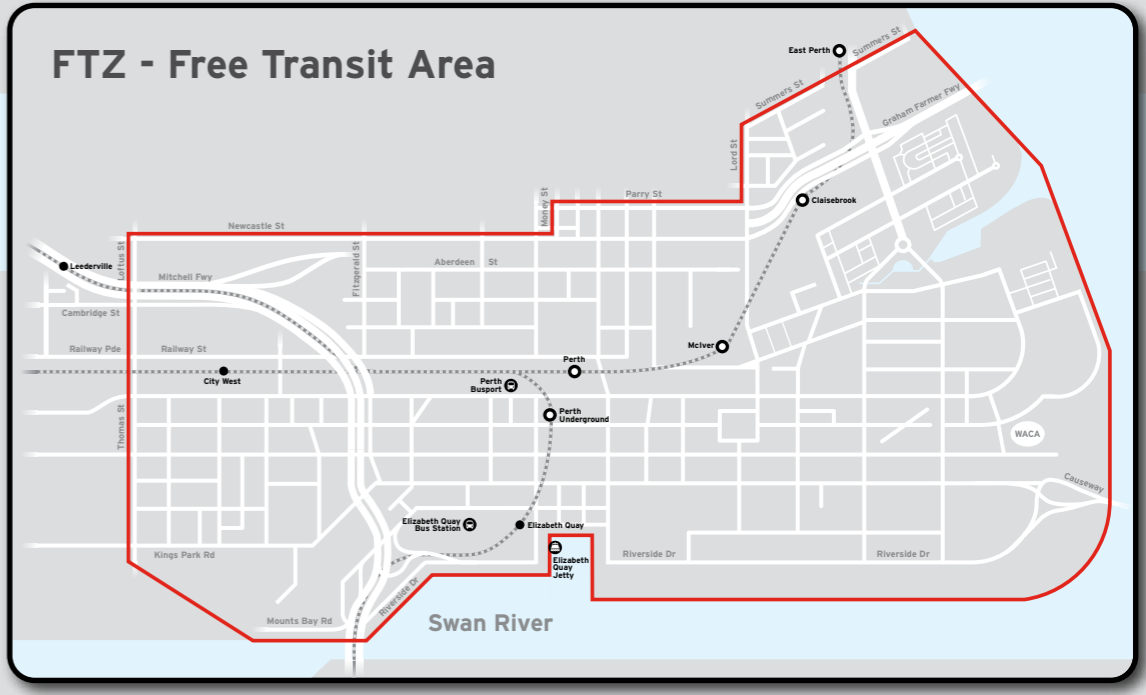 FTZ - Free Transit Area
East Perth
Summers St
Summers St
Graham Farmer Fwy
Lord St
Parry St
Money St
Claisebrook
Newcastle St
Loftus St
Fitzgerald St
Aberdeen St
Leederville
Mitchell Fwy
Cambridge St
Railway Pde
Railway St
McIver
Perth
City West
Perth
Busport
Perth
Underground
Thomas St
WACA
Causeway
Elizabeth Quay
Bus Station
Elizabeth Quay
Kings Park Rd
Elizabeth
Quay
Jetty
Riverside Dr
Riverside Dr
Riverside Dr
Mounts Bay Rd
Swan River